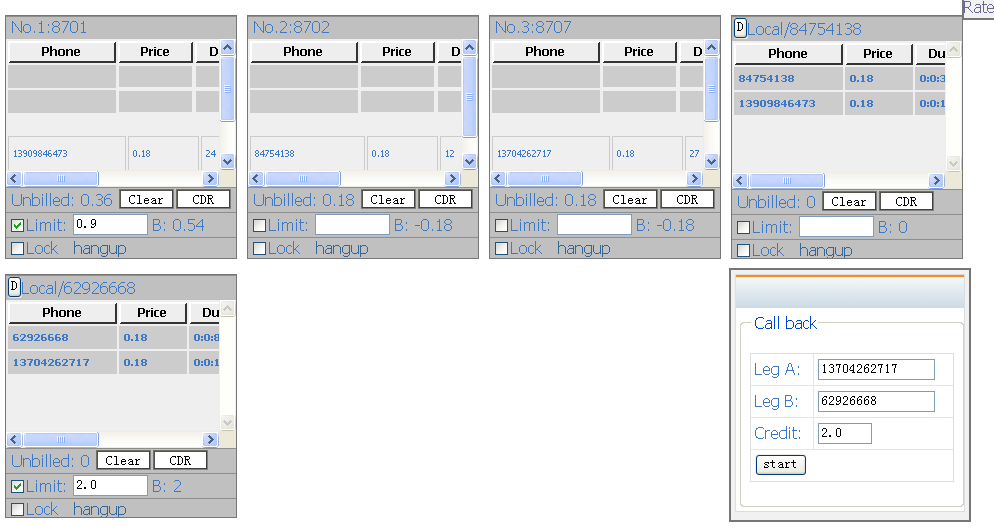 Rate
No.1:8701
Phone Price D
13909846473 0.18 24
Unbilled: 0.36 Clear CDR
Limit: 0.9 B: 0.54
Lock hangup
No.2:8702
Phone Price D
84754138 0.18 12
Unbilled: 0.18 Clear CDR
Limit: B: -0.18
Lock hangup
No.3:8707
Phone Price D
13704262717 0.18 27
Unbilled: 0.18 Clear CDR
Limit: B: -0.18
Lock hangup
D Local/84754138
Phone Price Du
84754138 0.18 0:0:3
13909846473 0.18 0:0:1
Unbilled: 0 Clear CDR
Limit: B: 0
Lock hangup
D Local/62926668
Phone Price Du
62926668 0.18 0:0:8
13704262717 0.18 0:0:1
Unbilled: 0 Clear CDR
Limit: 2.0 B: 2
Lock hangup
Call back
Leg A: 13704262717
Leg B: 62926668
Credit: 2.0
start